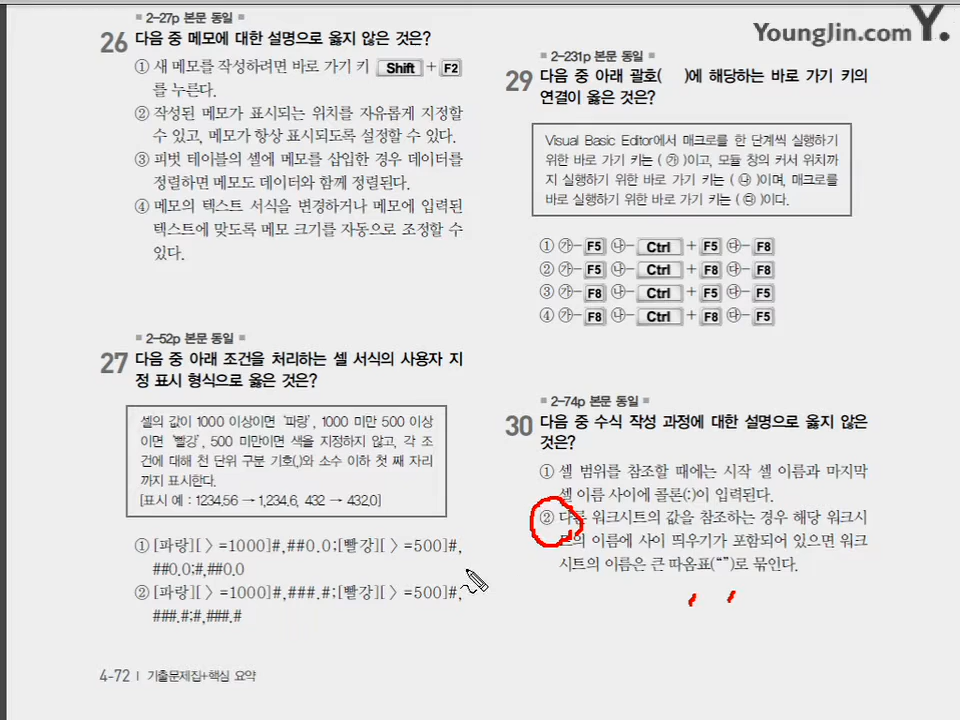 YoungJin.com Y.
2-27p 본문 동일
26 다음 중 메모에 대한 설명으로 옳지 않은 것은?
① 새 메모를 작성하려면 바로 가기 키 Shift + F2
를 누른다.
② 작성된 메모가 표시되는 위치를 자유롭게 지정할
수 있고, 메모가 항상 표시되도록 설정할 수 있다.
③ 피벗 테이블의 셀에 메모를 삽입한 경우 데이터를
정렬하면 메모도 데이터와 함께 정렬된다.
④ 메모의 텍스트 서식을 변경하거나 메모에 입력된
텍스트에 맞도록 메모 크기를 자동으로 조정할 수
있다.
2-52p 본문 동일
27 다음 중 아래 조건을 처리하는 셀 서식의 사용자 지
정 표시 형식으로 옳은 것은?
셀의 값이 1000 이상이면 '파랑', 1000 미만 500 이상
이면 '빨강', 500 미만이면 색을 지정하지 않고, 각 조
건에 대해 천 단위 구분 기호(,)와 소수 이하 첫 째 자리
까지 표시한다.
[표시 예 : 1234.56 → 1,234.6, 432 → 432.0]
① [파랑][ 〉=1000]#,##0.0;[빨강][ 〉=500]#,
##0.0;#,##0.0
② [파랑][ 〉=1000]#,###.#;[빨강][ 〉=500]#,
###.#;#,###.#
4-72 | 기출문제집+핵심 요약
2-231p 본문 동일
29 다음 중 아래 괄호( )에 해당하는 바로 가기 키의
연결이 옳은 것은?
Visual Basic Editor에서 매크로를 한 단계씩 실행하기
위한 바로 가기 키는 ( ㉮ )이고, 모듈 창의 커서 위치까
지 실행하기 위한 바로 가기 키는 ( ㉯ )이며, 매크로를
바로 실행하기 위한 바로 가기 키는 ( ㉰ )이다.
① ㉮-F5 ㉯-Ctrl + F5 ㉰-F8
② ㉮-F5 ㉯-Ctrl + F8 ㉰-F8
③ ㉮-F8 ㉯-Ctrl + F5 ㉰-F5
④ ㉮-F8 ㉯-Ctrl + F8 ㉰-F5
2-74p 본문 동일
30 다음 중 수식 작성 과정에 대한 설명으로 옳지 않은
것은?
① 셀 범위를 참조할 때에는 시작 셀 이름과 마지막
셀 이름 사이에 콜론(:)이 입력된다.
② 다른 워크시트의 값을 참조하는 경우 해당 워크시
트의 이름에 사이 띄우기가 포함되어 있으면 워크
시트의 이름은 큰 따옴표(“”)로 묶인다.